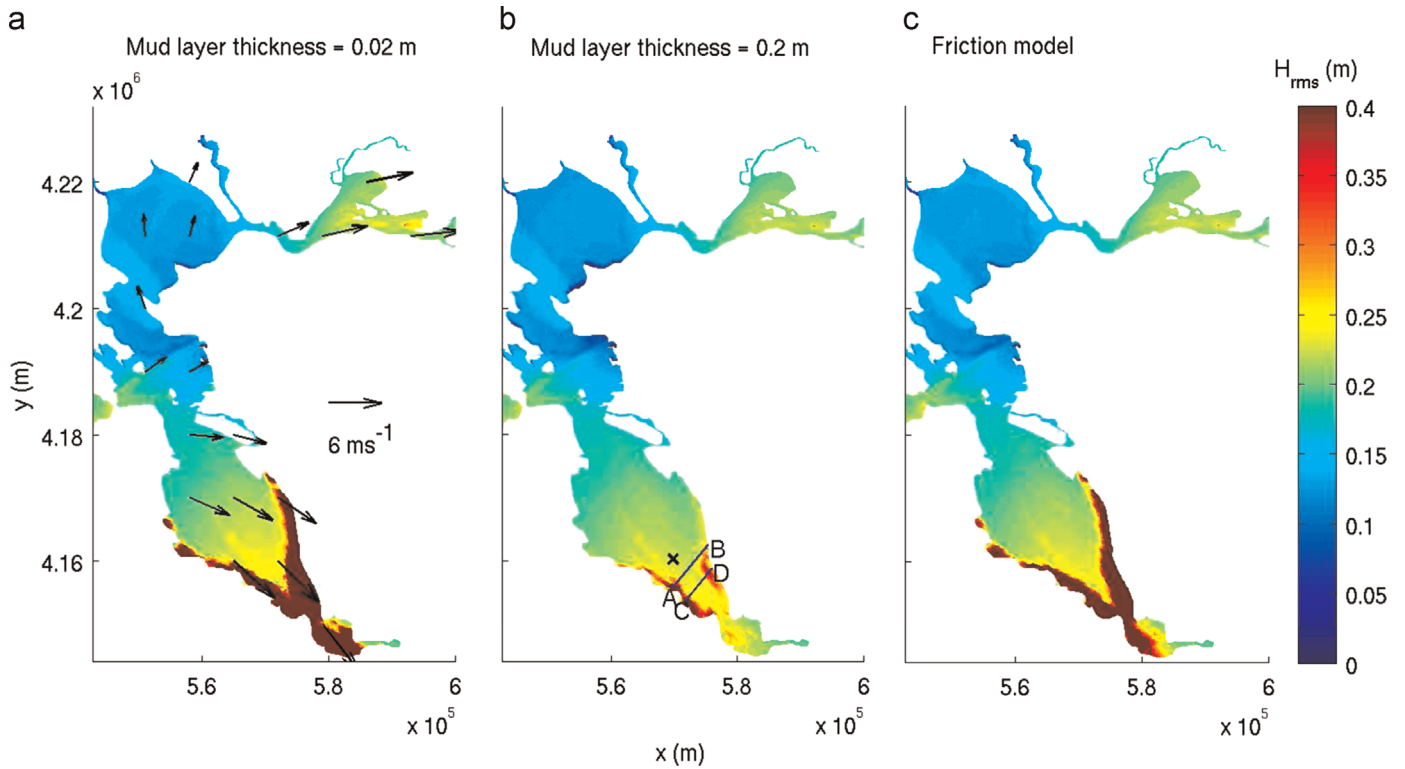 a
b
c
Mud layer thickness = 0.02 m
Mud layer thickness = 0.2 m
Friction model
H_rms (m)
x 10^6
4.22
4.2
4.18
4.16
y (m)
6 ms^-1
5.6
5.8
6
x 10^5
×
B
D
A
C
5.6
5.8
6
x 10^5
x (m)
5.6
5.8
6
x 10^5
0.4
0.35
0.3
0.25
0.2
0.15
0.1
0.05
0